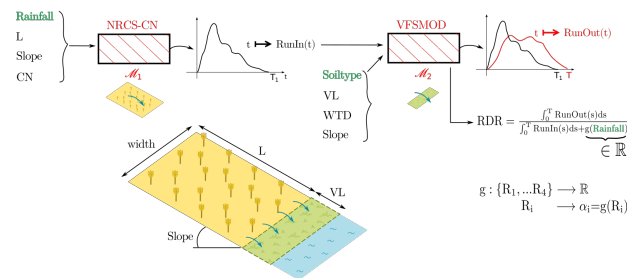 Rainfall
L
Slope
CN
NRCS-CN
ℳ₁
T₁ t
t ↦ RunIn(t)
Soiltype
VL
WTD
Slope
VFSMOD
ℳ₂
t ↦ RunOut(t)
T₁ T
RDR = ∫₀ᵀ RunOut(s)ds / ∫₀ᵀ RunIn(s)ds+g(Rainfall)
∈ ℝ
width
L
VL
Slope
g : {R₁, ...R₄} ⟶ ℝ
Rᵢ ⟶ αᵢ=g(Rᵢ)